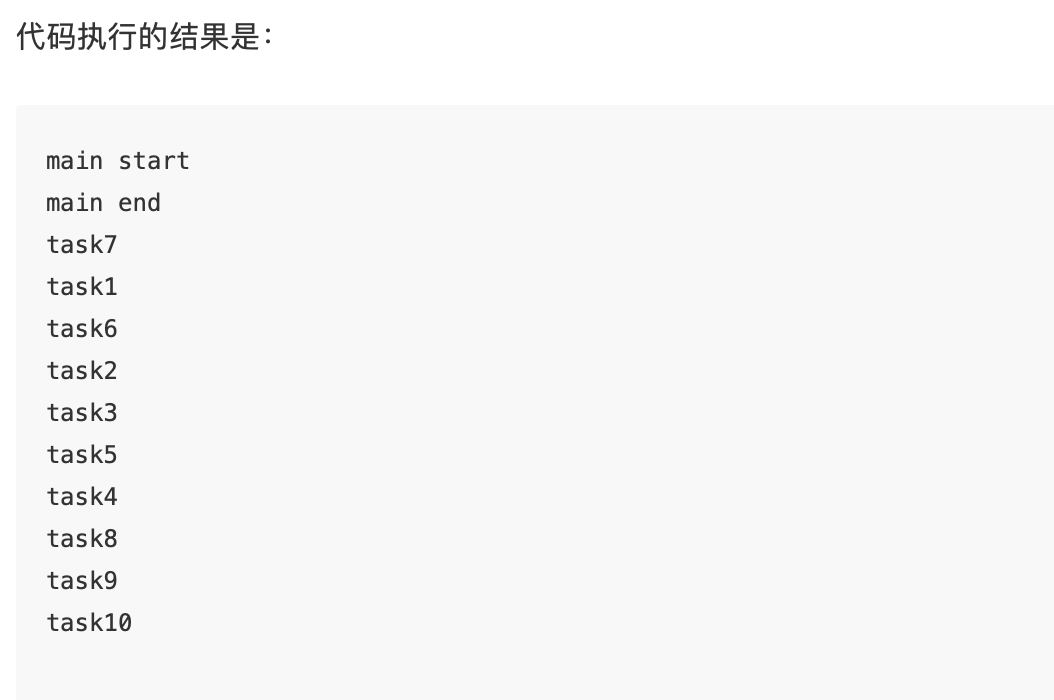 代码执行的结果是：
main start
main end
task7
task1
task6
task2
task3
task5
task4
task8
task9
task10